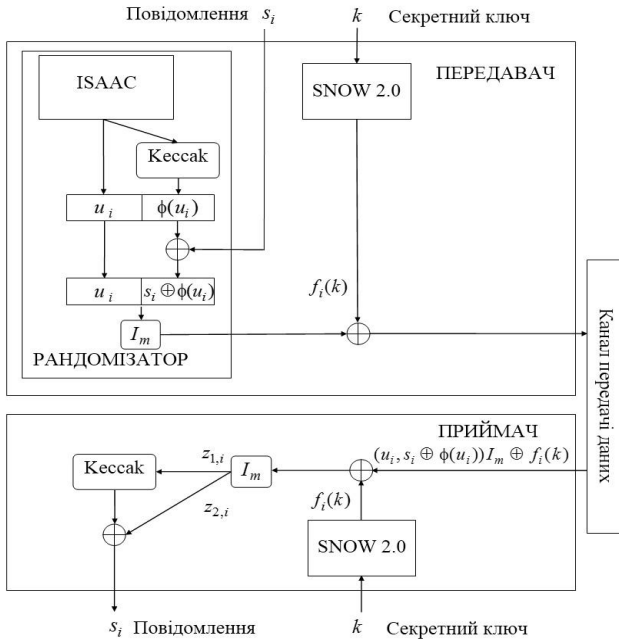 Повідомлення s_i
k Секретний ключ
ISAAC
SNOW 2.0
ПЕРЕДАВАЧ
Keccak
u_i ϕ(u_i)
u_i s_i ⊕ ϕ(u_i)
f_i(k)
I_m
РАНДОМІЗАТОР
Канал передачі даних
ПРИЙМАЧ
Keccak
z_{1,i}
I_m
(u_i, s_i ⊕ ϕ(u_i))I_m ⊕ f_i(k)
z_{2,i}
f_i(k)
SNOW 2.0
s_i Повідомлення
k Секретний ключ